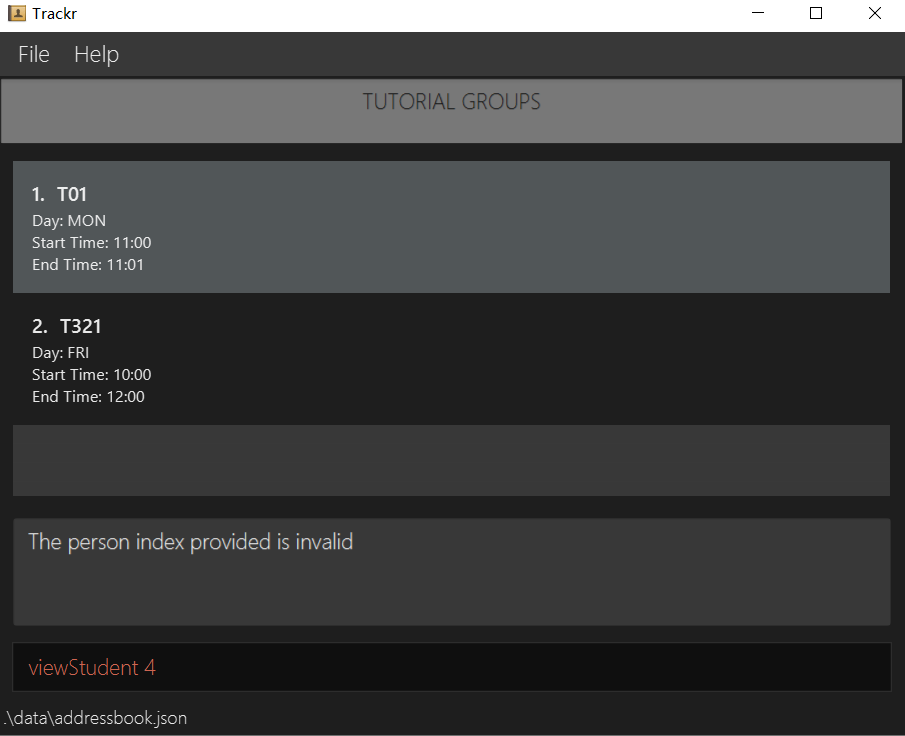 Trackr
File Help
TUTORIAL GROUPS
1. T01
Day: MON
Start Time: 11:00
End Time: 11:01
2. T321
Day: FRI
Start Time: 10:00
End Time: 12:00
The person index provided is invalid
viewStudent 4
.\data\addressbook.json